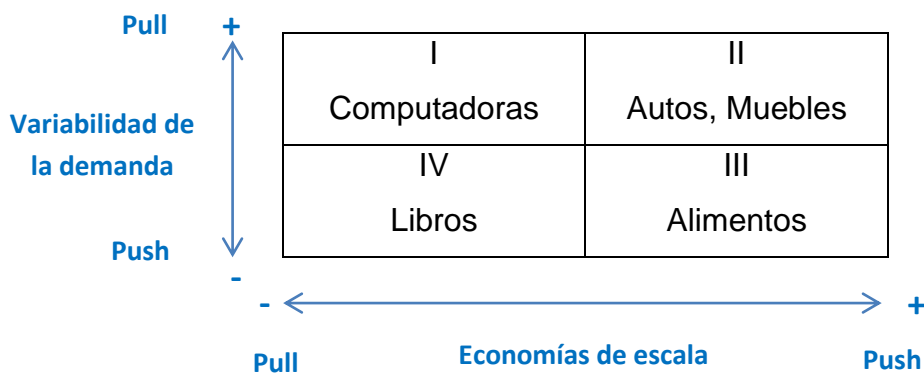 Pull +
I II
Computadoras Autos, Muebles
Variabilidad de
la demanda
IV III
Libros Alimentos
Push
-
- +
Pull Economías de escala Push